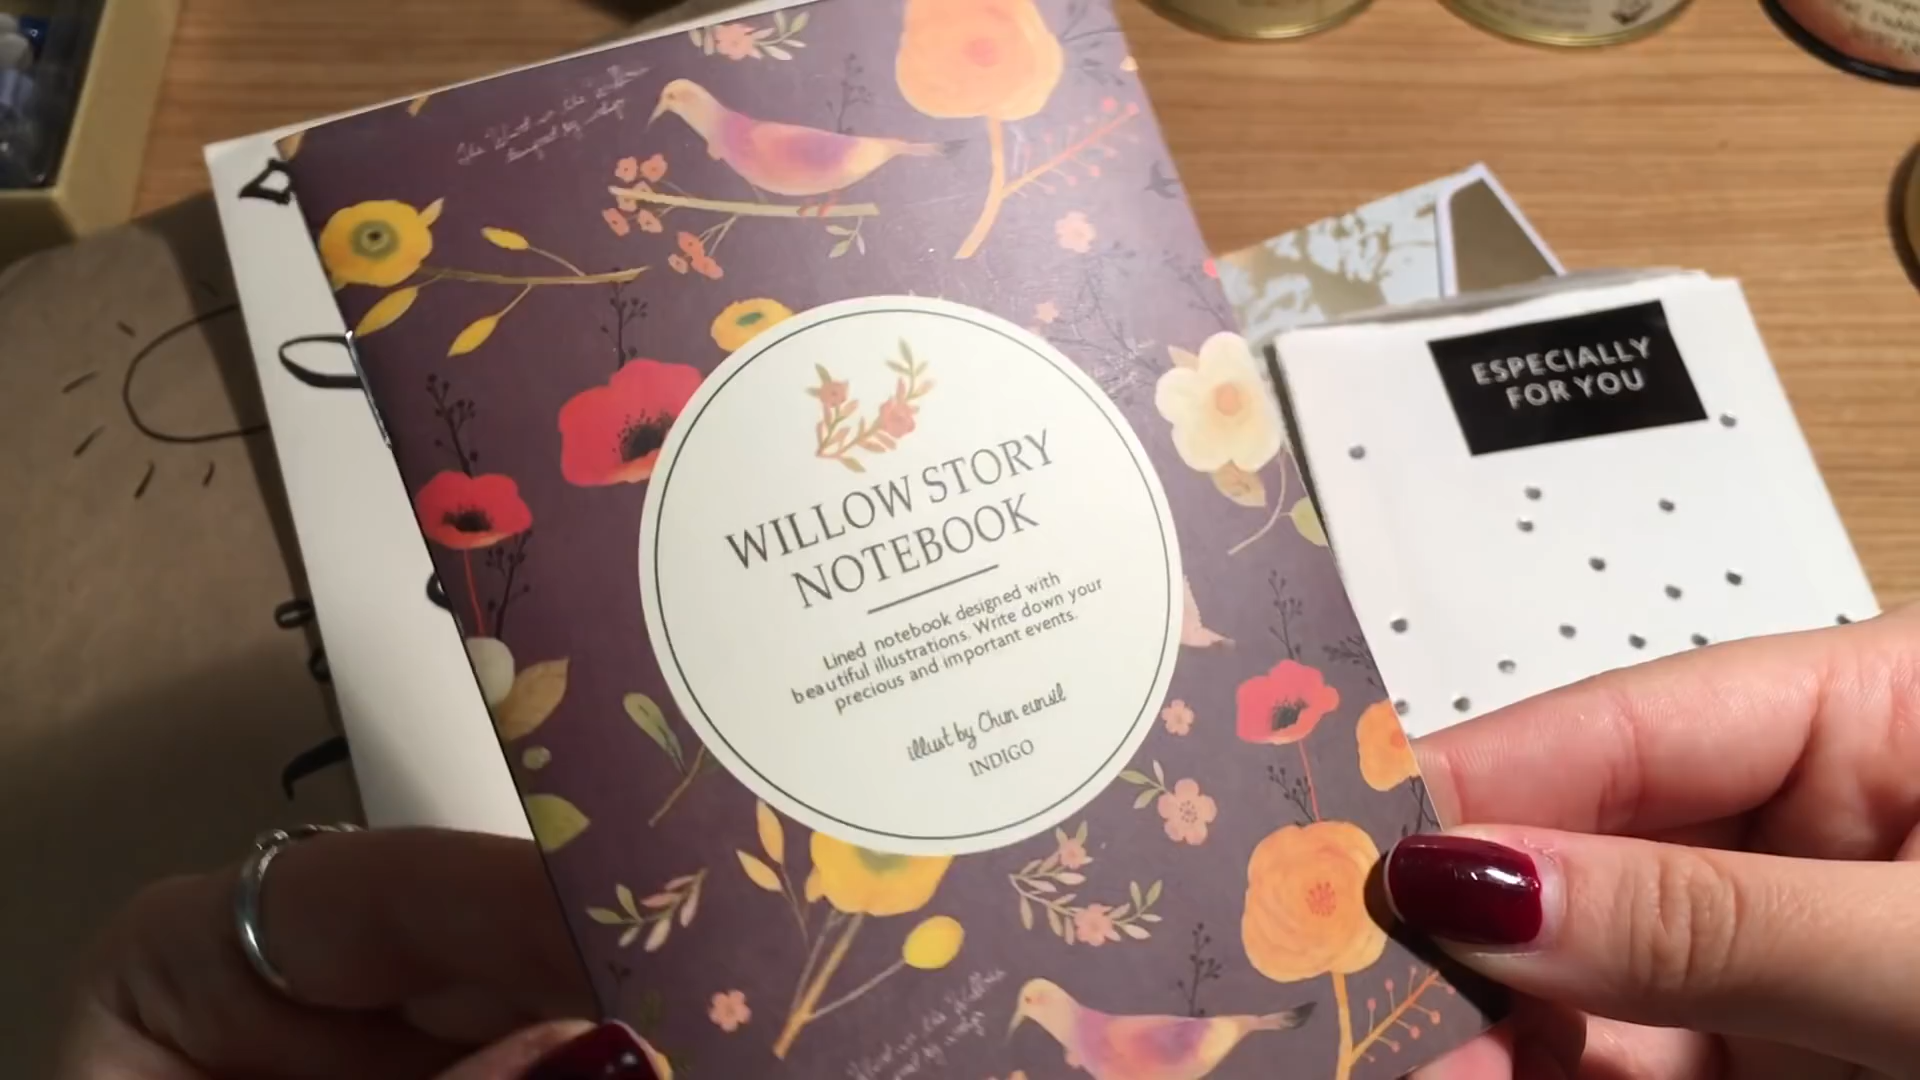 WILLOW STORY
NOTEBOOK
Lined notebook designed with
beautiful illustrations. Write down your
precious and important events.
illust by Chun eunsil
INDIGO
ESPECIALLY
FOR YOU